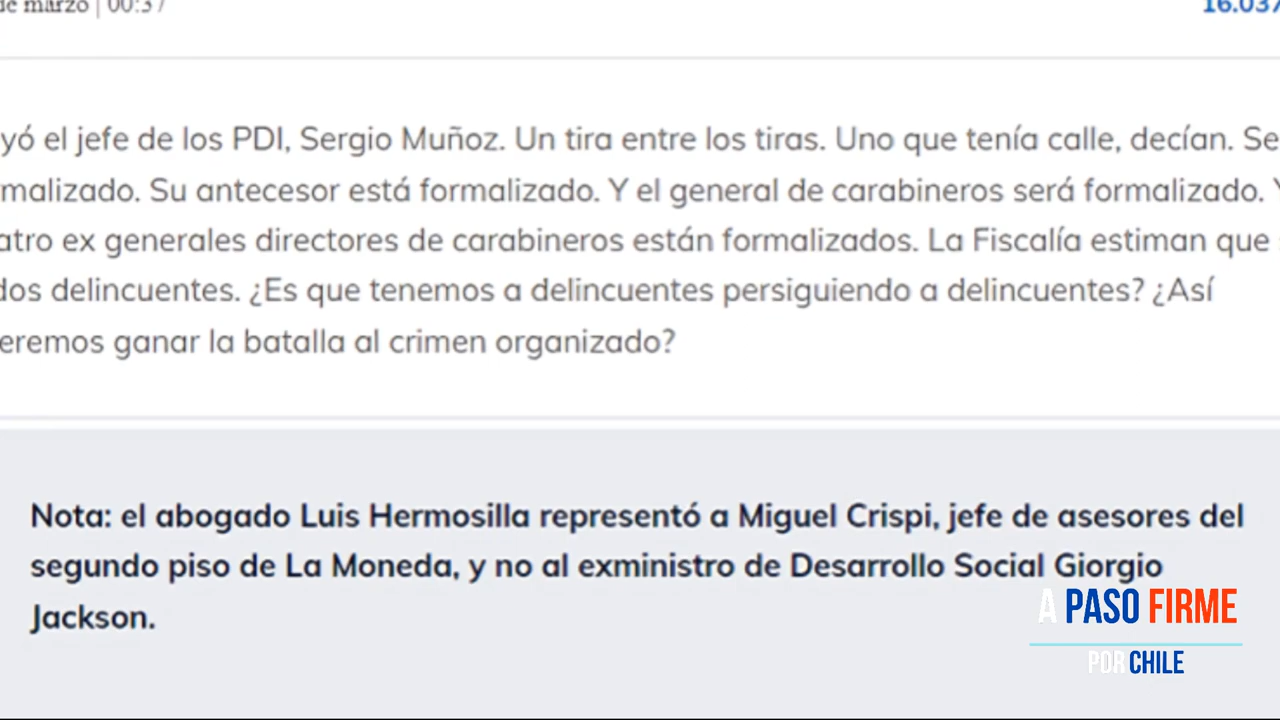 de marzo | 00:37
16.037
yó el jefe de los PDI, Sergio Muñoz. Un tira entre los tiras. Uno que tenía calle, decían. Se
rmalizado. Su antecesor está formalizado. Y el general de carabineros será formalizado. Y
atro ex generales directores de carabineros están formalizados. La Fiscalía estiman que s
dos delincuentes. ¿Es que tenemos a delincuentes persiguiendo a delincuentes? ¿Así
eremos ganar la batalla al crimen organizado?
Nota: el abogado Luis Hermosilla representó a Miguel Crispi, jefe de asesores del
segundo piso de La Moneda, y no al exministro de Desarrollo Social Giorgio
Jackson.
A PASO FIRME
POR CHILE